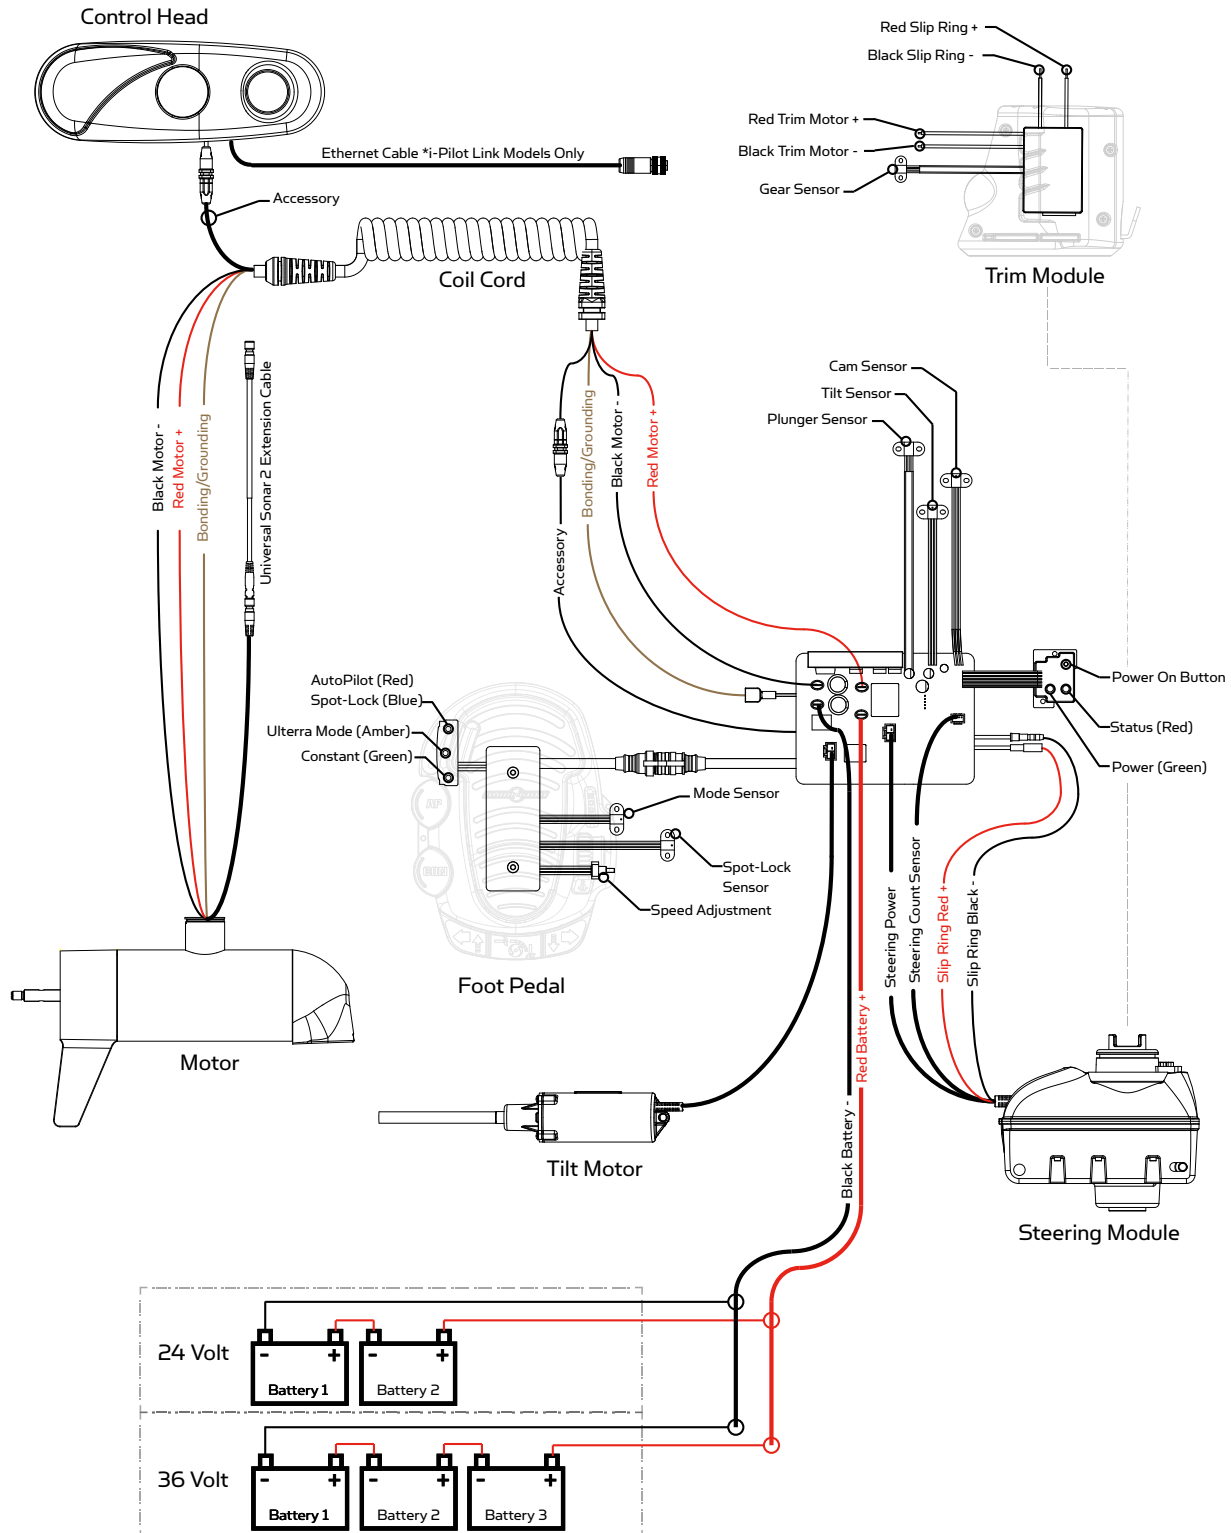 Control Head
Red Slip Ring +
Black Slip Ring -
Red Trim Motor +
Black Trim Motor -
Gear Sensor
Ethernet Cable *i-Pilot Link Models Only
Accessory
Coil Cord
Trim Module
Cam Sensor
Tilt Sensor
Plunger Sensor
Black Motor -
Red Motor +
Bonding/Grounding
Universal Sonar 2 Extension Cable
Accessory
Bonding/Grounding
Black Motor -
Red Motor +
AutoPilot (Red)
Spot-Lock (Blue)
Ulterra Mode (Amber)
Constant (Green)
Power On Button
Status (Red)
Power (Green)
Mode Sensor
AP
Spot-Lock
Sensor
Speed Adjustment
Foot Pedal
Steering Power
Steering Count Sensor
Slip Ring Red +
Slip Ring Black -
Motor
Tilt Motor
Black Battery -
Red Battery +
Steering Module
24 Volt
- +
Battery 1
- +
Battery 2
36 Volt
- +
Battery 1
- +
Battery 2
- +
Battery 3